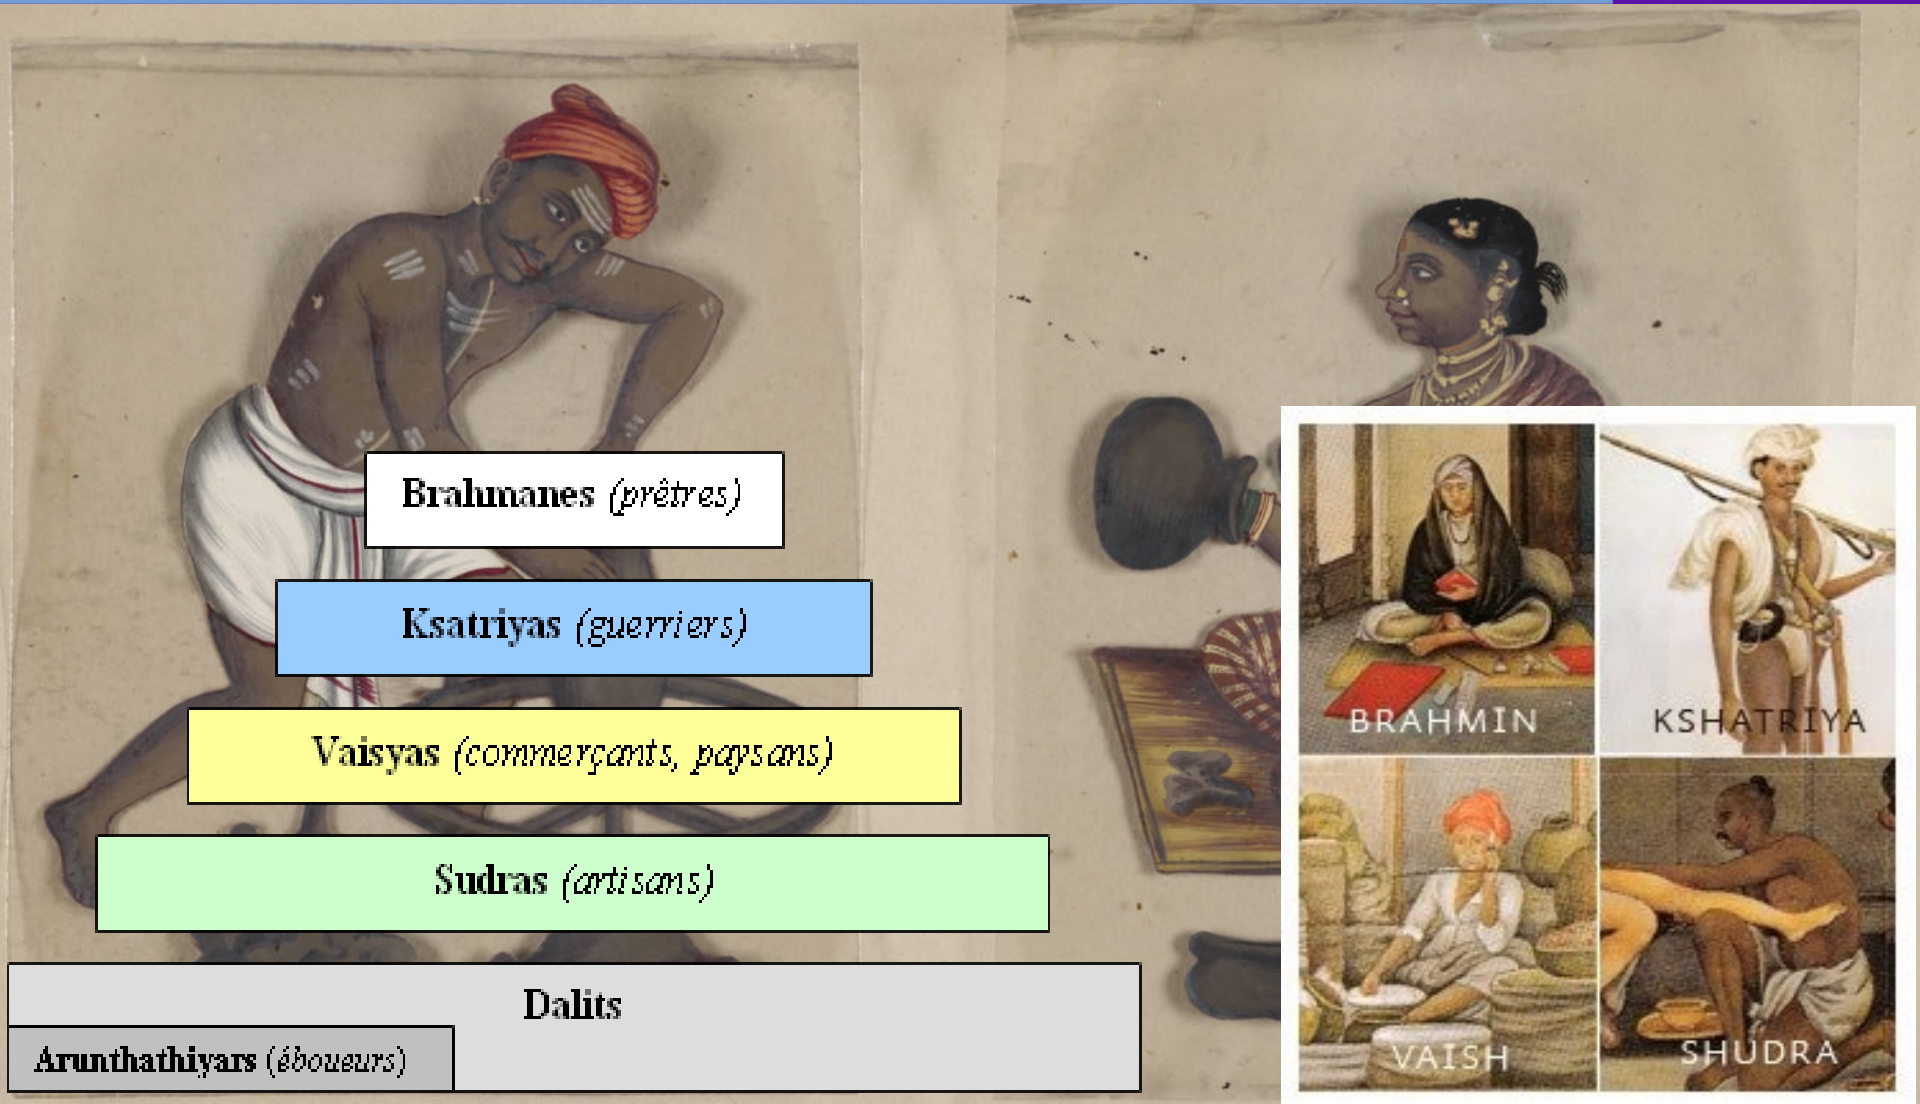 Brahmanes (prêtres)
Ksatriyas (guerriers)
Vaisyas (commerçants, paysans)
Sudras (artisans)
Dalits
Arunthathiyars (éboueurs)
BRAHMIN
KSHATRIYA
VAISH
SHUDRA